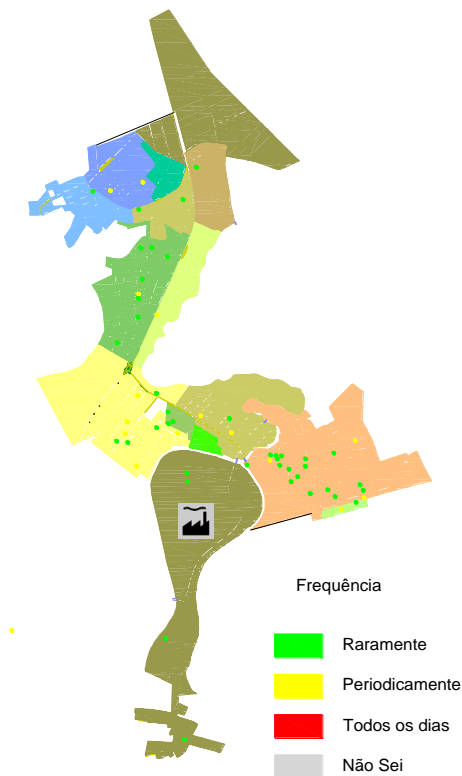 Frequência
Raramente
Periodicamente
Todos os dias
Não Sei